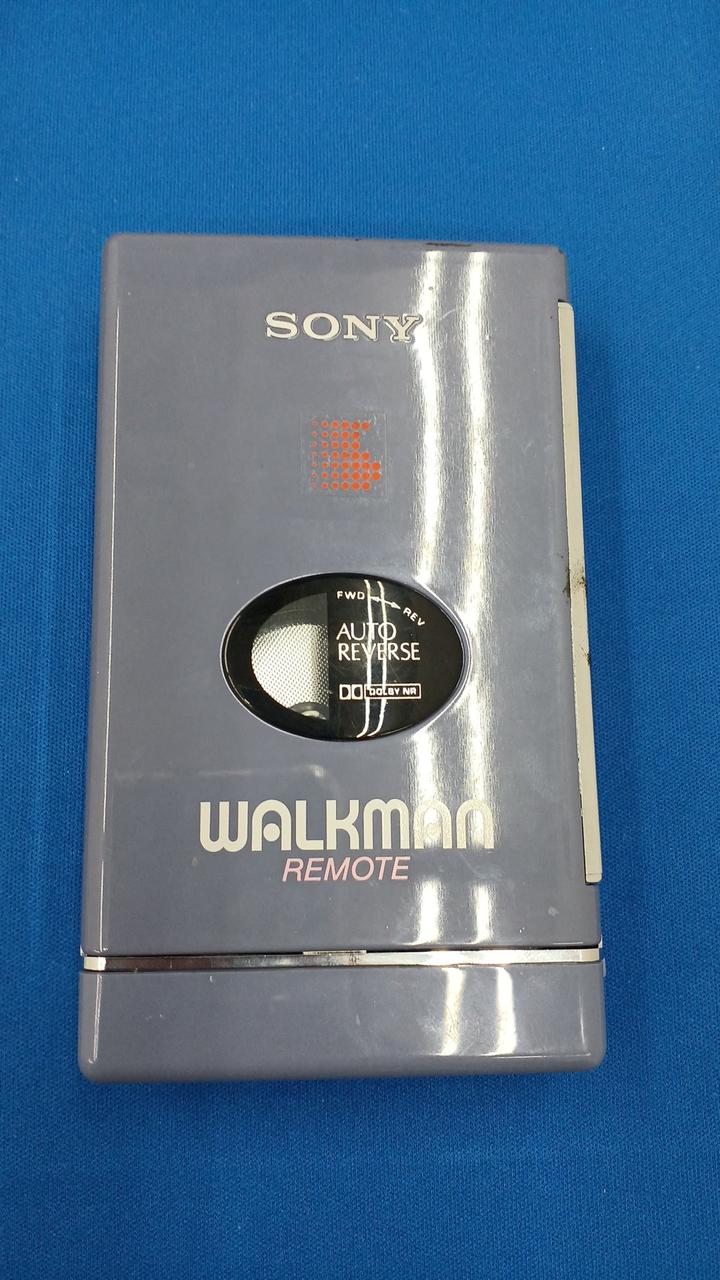 SONY
FWD
REV
AUTO
REVERSE
DOLBY NR
WALKMAN
REMOTE